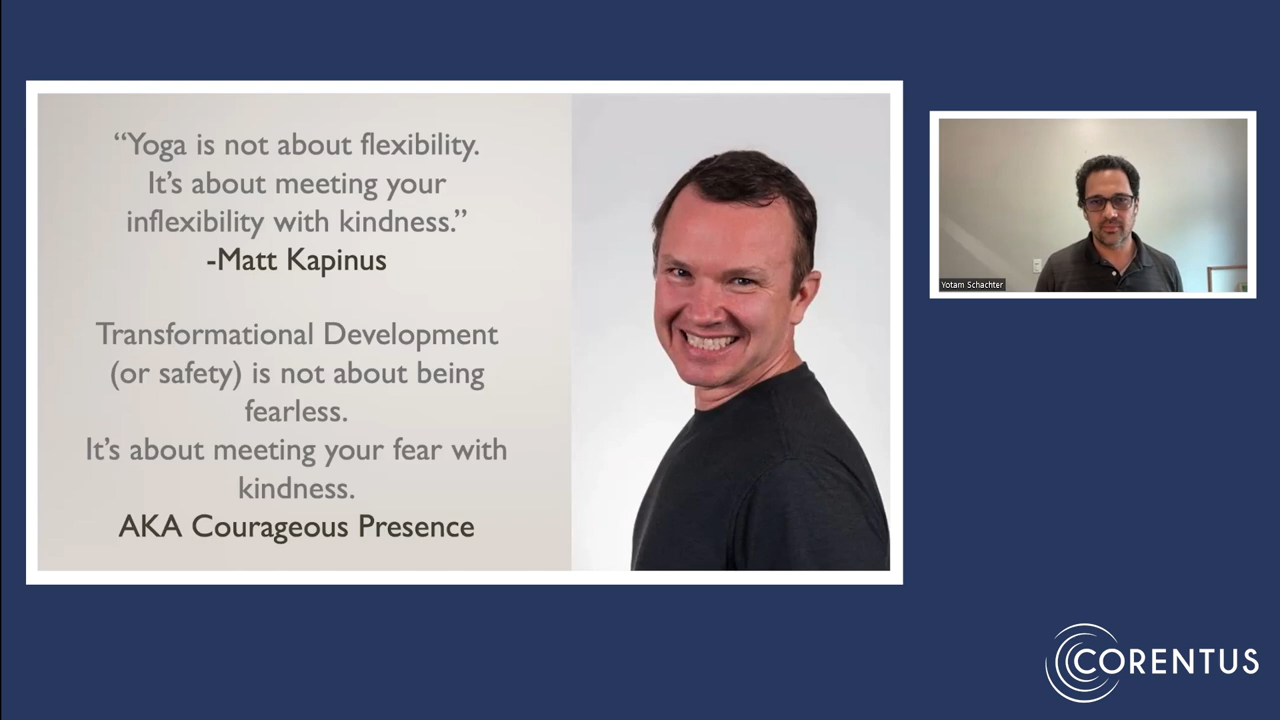 “Yoga is not about flexibility.
It’s about meeting your
inflexibility with kindness.”
-Matt Kapinus
Transformational Development
(or safety) is not about being
fearless.
It’s about meeting your fear with
kindness.
AKA Courageous Presence
Yotam Schachter
CORENTUS